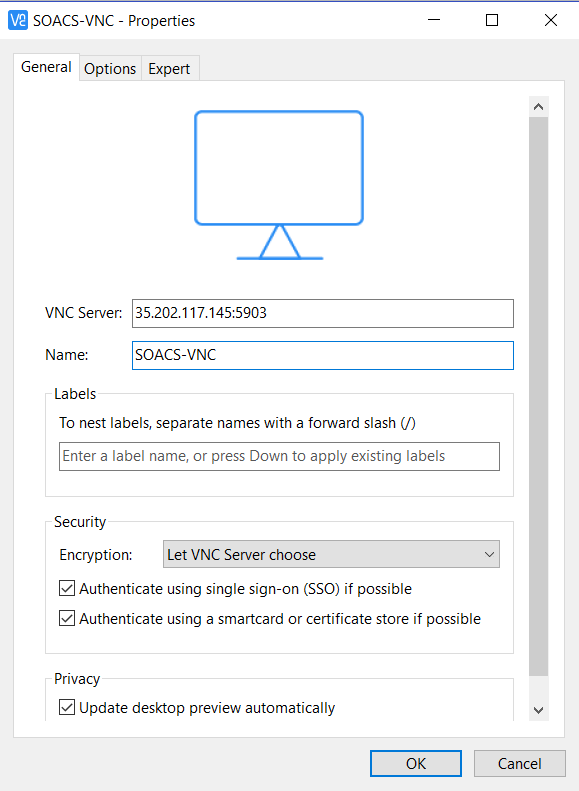 SOACS-VNC - Properties
General Options Expert
VNC Server: 35.202.117.145:5903
Name: SOACS-VNC
Labels
To nest labels, separate names with a forward slash (/)
Enter a label name, or press Down to apply existing labels
Security
Encryption: Let VNC Server choose
Authenticate using single sign-on (SSO) if possible
Authenticate using a smartcard or certificate store if possible
Privacy
Update desktop preview automatically
OK Cancel